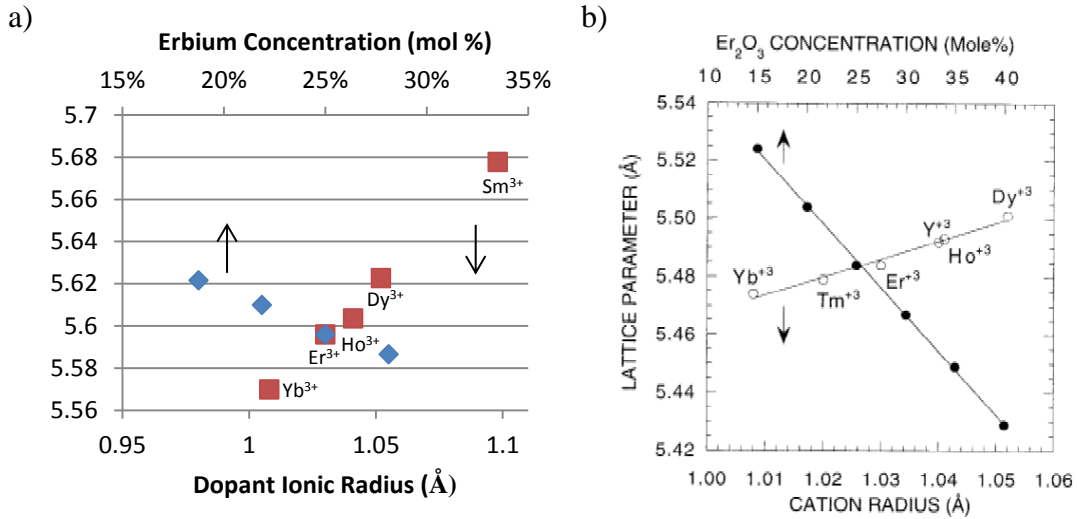 a)
Erbium Concentration (mol %)
15% 20% 25% 30% 35%
5.7
5.68
5.66
5.64
5.62
5.6
5.58
5.56
Sm³⁺
Dy³⁺
Er³⁺ Ho³⁺
Yb³⁺
0.95 1 1.05 1.1
Dopant Ionic Radius (Å)
b)
Er₂O₃ CONCENTRATION (Mole%)
10 15 20 25 30 35 40
5.54
5.52
5.50
5.48
5.46
5.44
5.42
LATTICE PARAMETER (Å)
Dy⁺³
Y⁺³
Ho⁺³
Yb⁺³
Er⁺³
Tm⁺³
1.00 1.01 1.02 1.03 1.04 1.05 1.06
CATION RADIUS (Å)